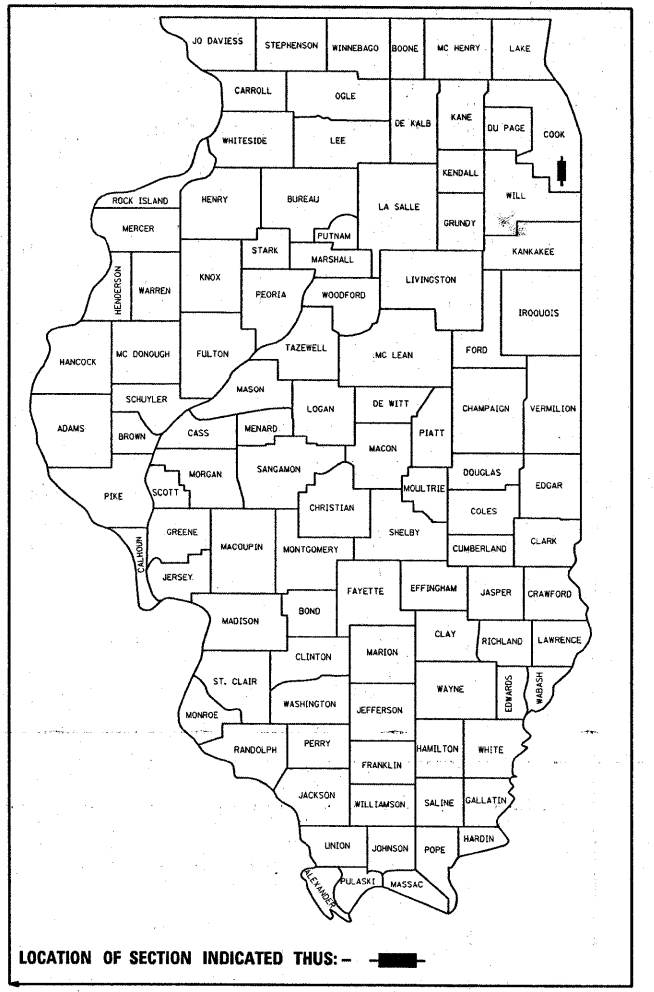 JO DAVIESS
STEPHENSON
WINNEBAGO
BOONE
MC HENRY
LAKE
CARROLL
OGLE
DE KALB
KANE
DU PAGE
COOK
WHITESIDE
LEE
KENDALL
WILL
ROCK ISLAND
HENRY
BUREAU
LA SALLE
GRUNDY
MERCER
STARK
PUTNAM
MARSHALL
KANKAKEE
HENDERSON
WARREN
KNOX
PEORIA
WOODFORD
LIVINGSTON
IROQUOIS
HANCOCK
MC DONOUGH
FULTON
TAZEWELL
MC LEAN
FORD
SCHUYLER
MASON
LOGAN
DE WITT
CHAMPAIGN
VERMILION
ADAMS
BROWN
CASS
MENARD
MACON
PIATT
PIKE
SCOTT
MORGAN
SANGAMON
CHRISTIAN
MOULTRIE
DOUGLAS
EDGAR
COLES
CALHOUN
GREENE
MACOUPIN
MONTGOMERY
SHELBY
CUMBERLAND
CLARK
JERSEY
FAYETTE
EFFINGHAM
JASPER
CRAWFORD
MADISON
BOND
CLAY
RICHLAND
LAWRENCE
CLINTON
MARION
ST. CLAIR
WAYNE
EDWARDS
WABASH
MONROE
WASHINGTON
JEFFERSON
RANDOLPH
PERRY
HAMILTON
WHITE
FRANKLIN
JACKSON
WILLIAMSON
SALINE
GALLATIN
UNION
JOHNSON
POPE
HARDIN
ALEXANDER
PULASKI
MASSAC
LOCATION OF SECTION INDICATED THUS: -